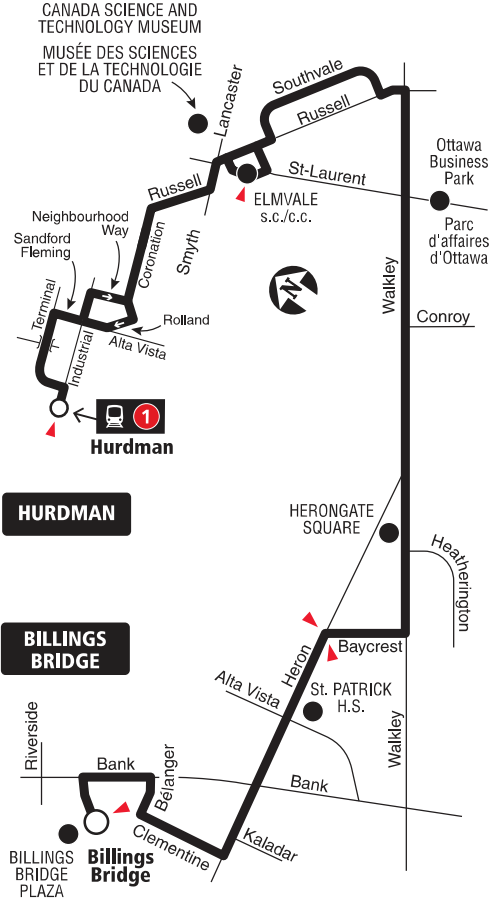 CANADA SCIENCE AND
TECHNOLOGY MUSEUM
MUSÉE DES SCIENCES
ET DE LA TECHNOLOGIE
DU CANADA
Lancaster
Southvale
Russell
Ottawa
Business
Park
St-Laurent
Russell
ELMVALE
s.c./c.c.
Parc
d'affaires
d'Ottawa
Neighbourhood
Way
Coronation
Smyth
Sandford
Fleming
Walkley
N
Terminal
T
Rolland
Conroy
Industrial
Alta Vista
1
Hurdman
HURDMAN
HERONGATE
SQUARE
Heatherington
BILLINGS
BRIDGE
Heron
Baycrest
Alta Vista
St. PATRICK
H.S.
Riverside
Walkley
Bank
Bélanger
Bank
Clementine
Kaladar
BILLINGS
BRIDGE
PLAZA
Billings
Bridge